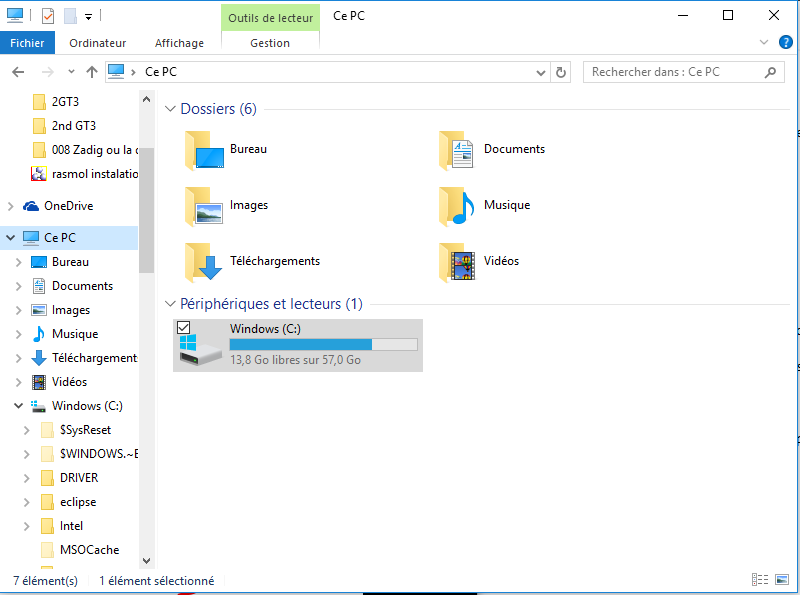 Outils de lecteur
Ce PC
Fichier
Ordinateur
Affichage
Gestion
?
Ce PC
Rechercher dans : Ce PC
2GT3
2nd GT3
008 Zadig ou la
rasmol instalatio
OneDrive
Ce PC
Bureau
Documents
Images
Musique
Téléchargement
Vidéos
Windows (C:)
$SysReset
$WINDOWS.~E
DRIVER
eclipse
Intel
MSOCache
Dossiers (6)
Bureau
Documents
Images
Musique
Téléchargements
Vidéos
Périphériques et lecteurs (1)
Windows (C:)
13,8 Go libres sur 57,0 Go
7 élément(s)
1 élément sélectionné